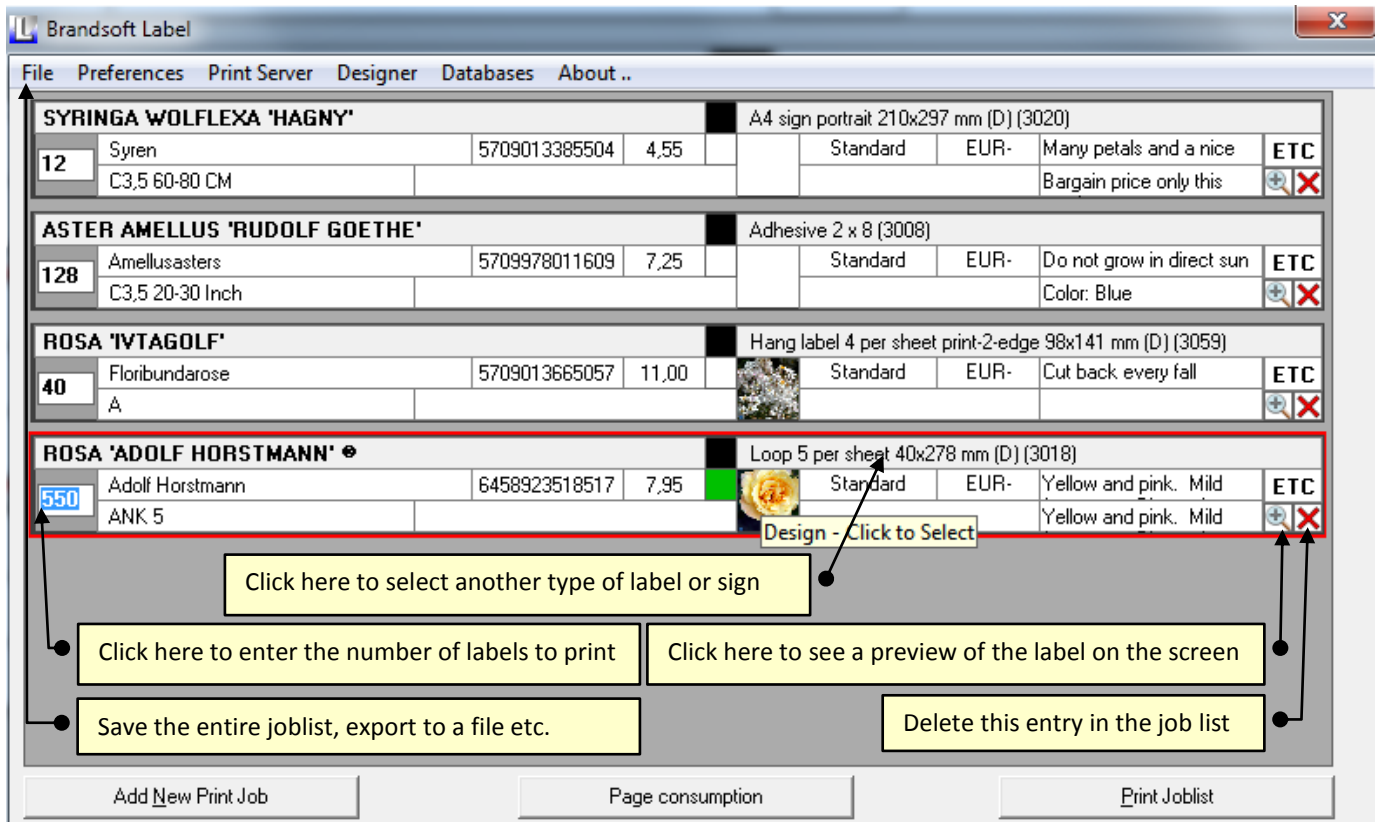 Brandsoft Label
File Preferences Print Server Designer Databases About ..
SYRINGA WOLFLEXA 'HAGNY' A4 sign portrait 210x297 mm (D) (3020)
12 Syren 5709013385504 4,55 Standard EUR- Many petals and a nice ETC
C3,5 60-80 CM Bargain price only this
ASTER AMELLUS 'RUDOLF GOETHE' Adhesive 2 x 8 (3008)
128 Amellusasters 5709978011609 7,25 Standard EUR- Do not grow in direct sun ETC
C3,5 20-30 Inch Color: Blue
ROSA 'IVTAGOLF' Hang label 4 per sheet print-2-edge 98x141 mm (D) (3059)
40 Floribundarose 5709013665057 11,00 Standard EUR- Cut back every fall ETC
A
ROSA 'ADOLF HORSTMANN' Loop 5 per sheet 40x278 mm (D) (3018)
550 Adolf Horstmann 6458923518517 7,95 Standard EUR- Yellow and pink. Mild ETC
ANK 5 Yellow and pink. Mild
Design - Click to Select
Click here to select another type of label or sign
Click here to enter the number of labels to print
Click here to see a preview of the label on the screen
Save the entire joblist, export to a file etc.
Delete this entry in the job list
Add New Print Job Page consumption Print Joblist